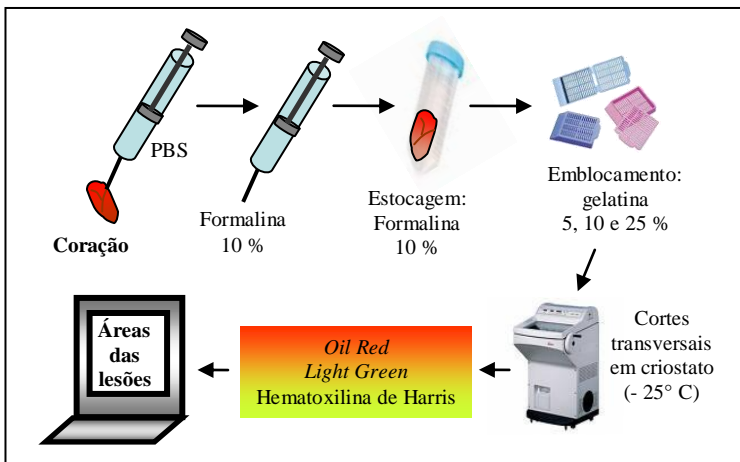 PBS
Coração
Formalina
10 %
Estocagem:
Formalina
10 %
Emblocamento:
gelatina
5, 10 e 25 %
Cortes
transversais
em criostato
(- 25° C)
Oil Red
Light Green
Hematoxilina de Harris
Áreas
das
lesões